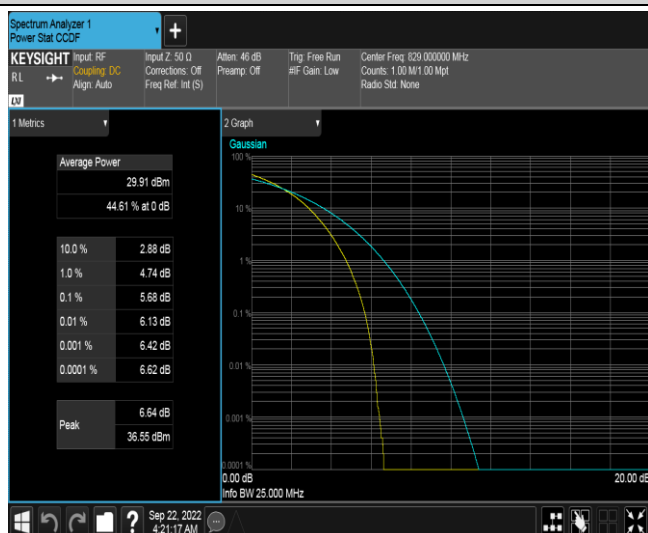 Spectrum Analyzer 1
Power Stat CCDF
+
KEYSIGHT
RL
LXI
Input: RF
Coupling: DC
Align: Auto
Input Z: 50 Ω
Corrections: Off
Freq Ref: Int (S)
Atten: 46 dB
Preamp: Off
Trig: Free Run
#IF Gain: Low
Center Freq: 829.000000 MHz
Counts: 1.00 M/1.00 Mpt
Radio Std: None
1 Metrics
Average Power
29.91 dBm
44.61 % at 0 dB
10.0 % 2.88 dB
1.0 % 4.74 dB
0.1 % 5.68 dB
0.01 % 6.13 dB
0.001 % 6.42 dB
0.0001 % 6.62 dB
Peak
6.64 dB
36.55 dBm
2 Graph
Gaussian
100 %
10 %
1 %
0.1 %
0.01 %
0.001 %
0.0001 %
0.00 dB
20.00 dB
Info BW 25.000 MHz
?
Sep 22, 2022
4:21:17 AM